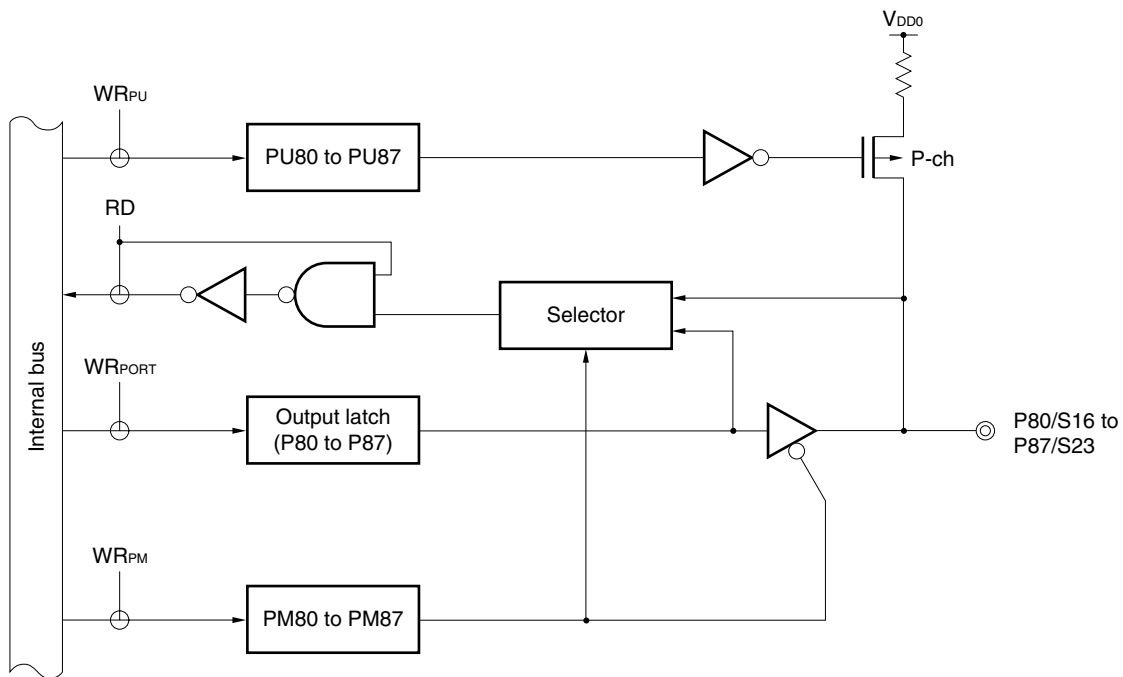 VDD0
WRPU
PU80 to PU87
P-ch
RD
Selector
WRPORT
Internal bus
Output latch
(P80 to P87)
P80/S16 to
P87/S23
WRPM
PM80 to PM87